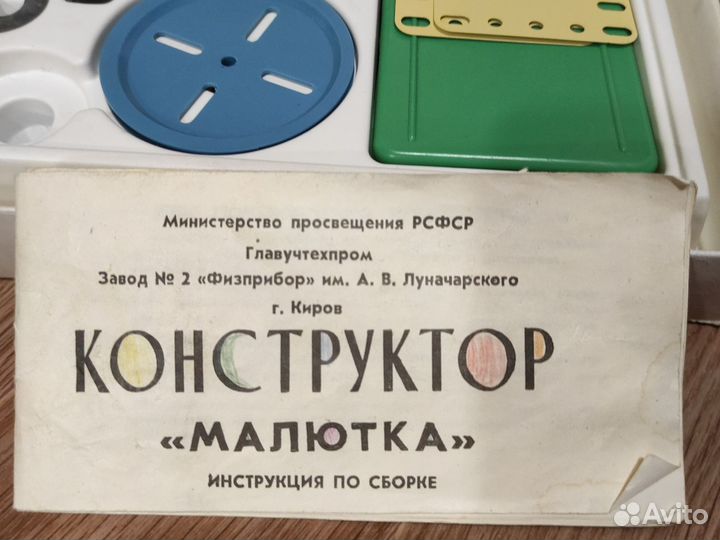 Министерство просвещения РСФСР
Главучтехпром
Завод № 2 «Физприбор» им. А. В. Луначарского
г. Киров
КОНСТРУКТОР
«МАЛЮТКА»
ИНСТРУКЦИЯ ПО СБОРКЕ
Avito